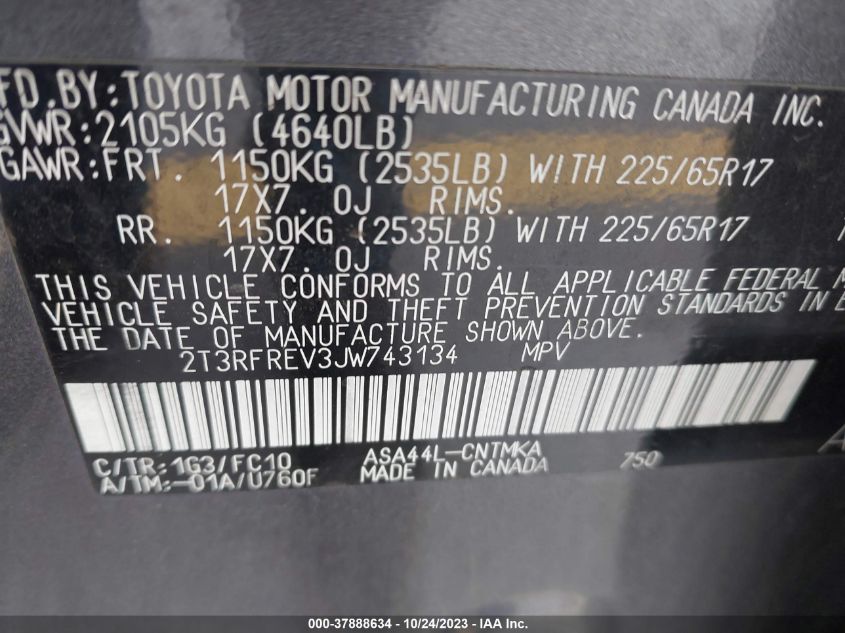 FD. BY: TOYOTA MOTOR MANUFACTURING CANADA INC.
GVWR: 2105KG (4640LB)
GAWR: FRT. 1150KG (2535LB) WITH 225/65R17
17X7.0J RIMS.
RR. 1150KG (2535LB) WITH 225/65R17
17X7.0J RIMS.
THIS VEHICLE CONFORMS TO ALL APPLICABLE FEDERAL M
VEHICLE SAFETY AND THEFT PREVENTION STANDARDS IN E
THE DATE OF MANUFACTURE SHOWN ABOVE.
2T3RFREV3JW743134 MPV
C/TR: 1G3/FC10 ASA44L-CNTMKA 750
A/TM: -01A/U760F MADE IN CANADA
000-37888634 - 10/24/2023 - IAA Inc.